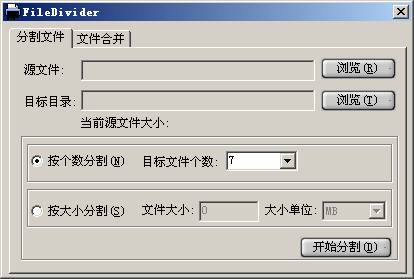 FileDivider
分割文件 文件合并
源文件: 浏览(R)
目标目录: 浏览(T)
当前源文件大小:
按个数分割(N) 目标文件个数: 7
按大小分割(S) 文件大小: 0 大小单位: MB
开始分割(D)